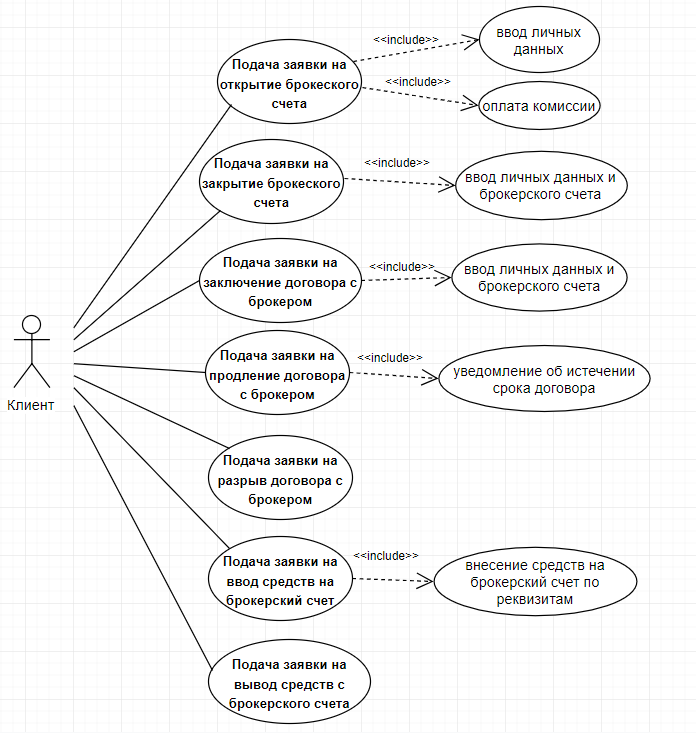 Подача заявки на
открытие брокеского
счета
<<include>>
ввод личных
данных
<<include>>
оплата комиссии
Подача заявки на
закрытие брокеского
счета
<<include>>
ввод личных данных и
брокерского счета
Подача заявки на
заключение договора с
брокером
<<include>>
ввод личных данных и
брокерского счета
Клиент
Подача заявки на
продление договора
с брокером
<<include>>
уведомление об истечении
срока договора
Подача заявки на
разрыв договора с
брокером
Подача заявки на
ввод средств на
брокерский счет
<<include>>
внесение средств на
брокерский счет по
реквизитам
Подача заявки на
вывод средств с
брокерского счета